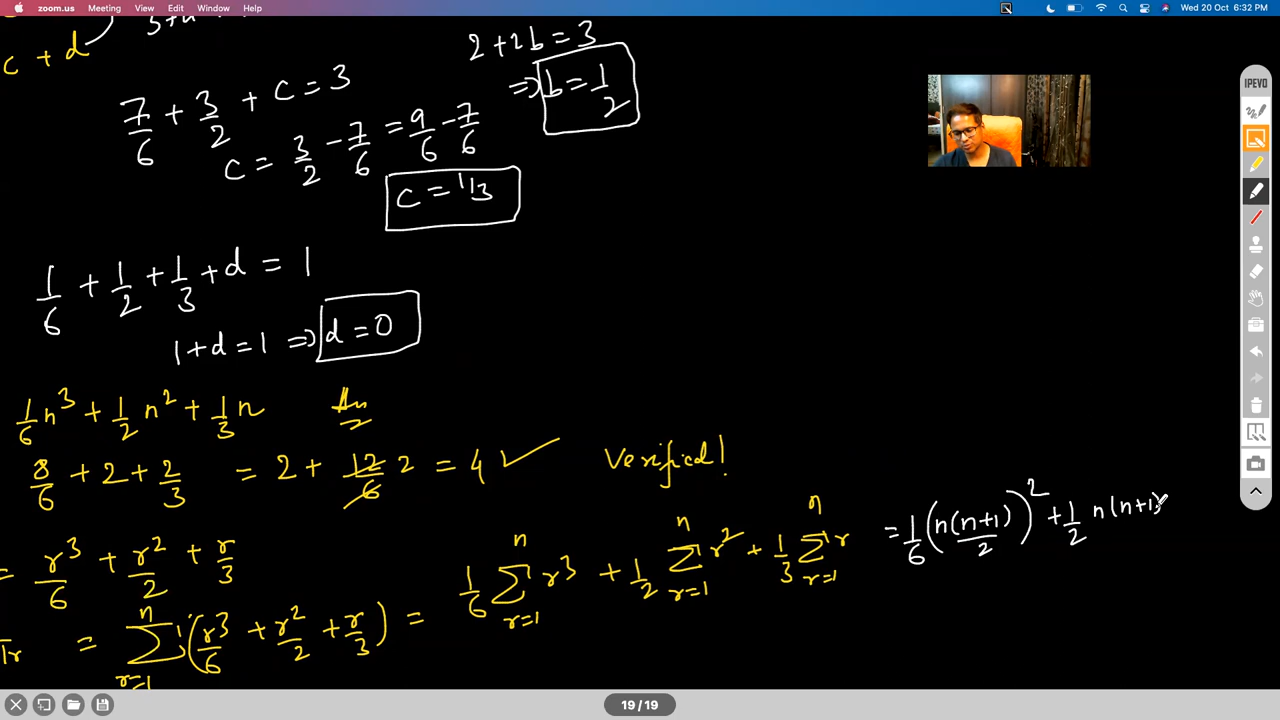 zoom.us Meeting View Edit Window Help Wed 20 Oct 6:32 PM
c + d
2 + 2b = 3
7/6 + 3/2 + c = 3
⇒ b = 1/2
c = 3/2 - 7/6 = 9/6 - 7/6
c = 1/3
1/6 + 1/2 + 1/3 + d = 1
1 + d = 1 ⇒ d = 0
1/6 n³ + 1/2 n² + 1/3 n Ans
8/6 + 2 + 2/3 = 2 + 12/6 2 = 4 ✓ Verified!
= r³/6 + r²/2 + r/3
Tr = n∑r=1 (r³/6 + r²/2 + r/3) = 1/6 n∑r=1 r³ + 1/2 n∑r=1 r² + 1/3 n∑r=1 r = 1/6 (n(n+1)/2)² + 1/2 n(n+1)
IPEVO
19 / 19